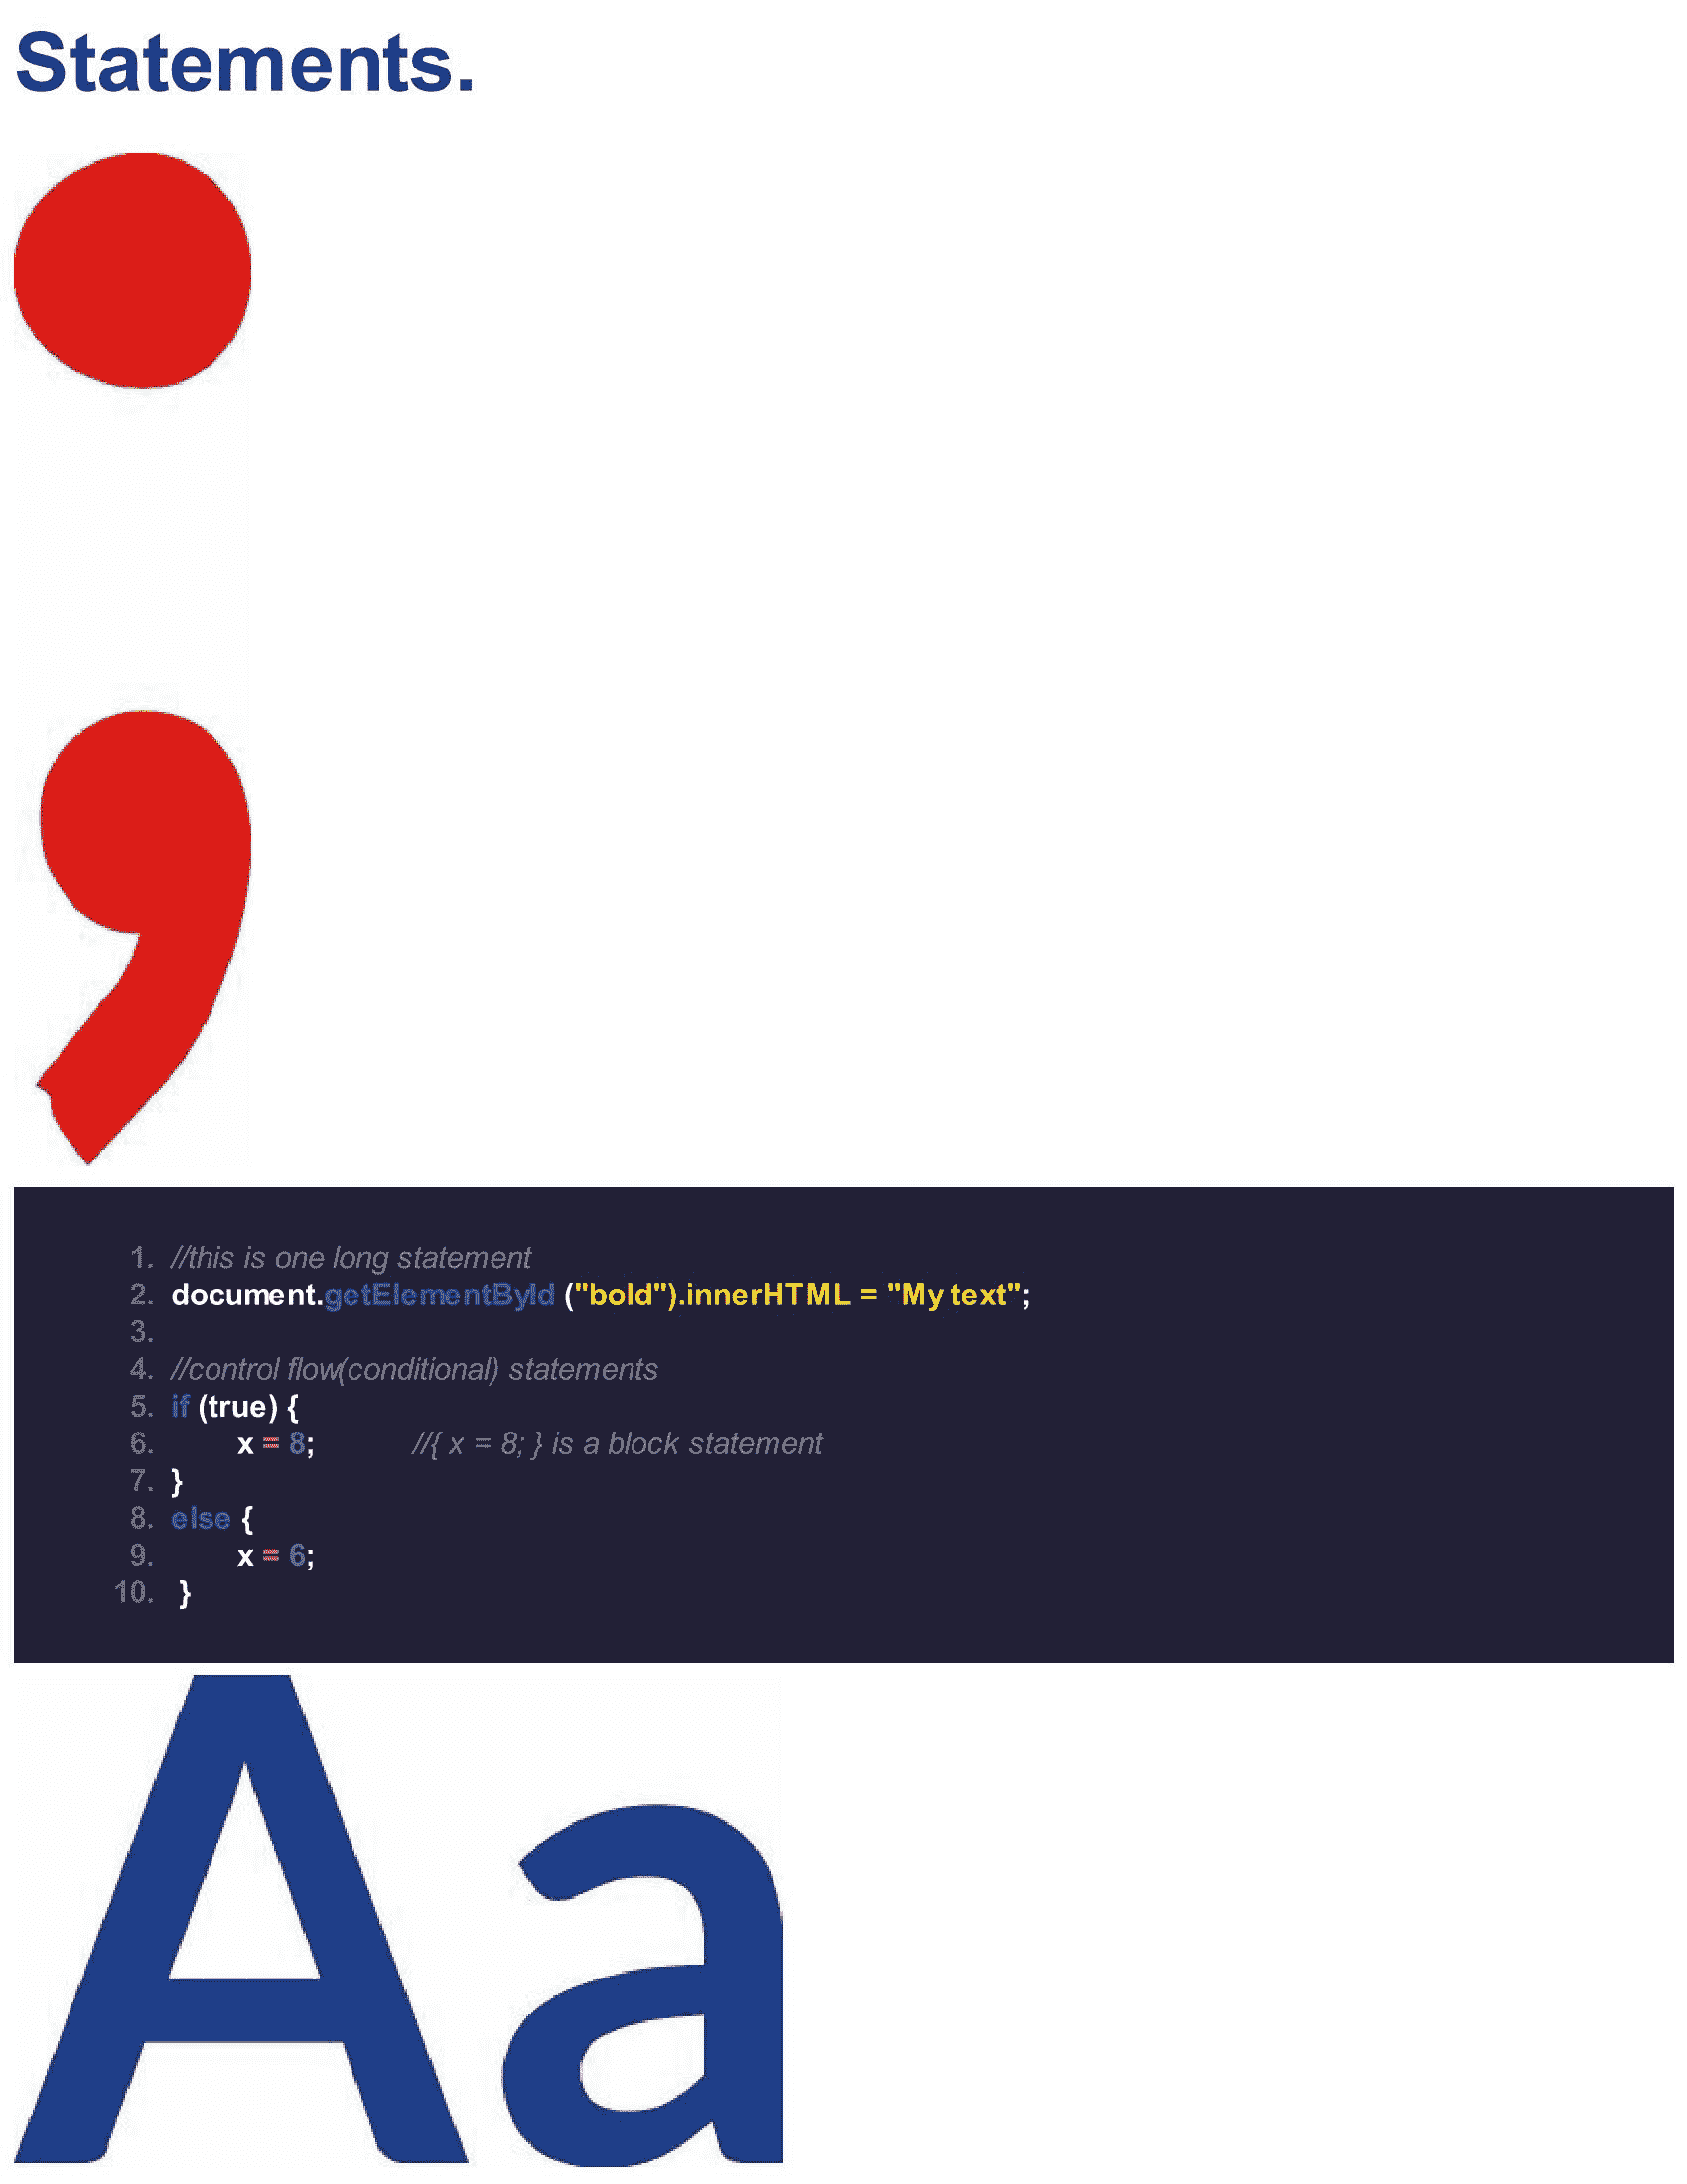 Statements.
;
1. //this is one long statement
2. document.getElementById ("bold").innerHTML = "My text";
3.
4. //control flow(conditional) statements
5. if (true) {
6. x = 8; //{ x = 8; } is a block statement
7. }
8. else {
9. x = 6;
10. }
Aa